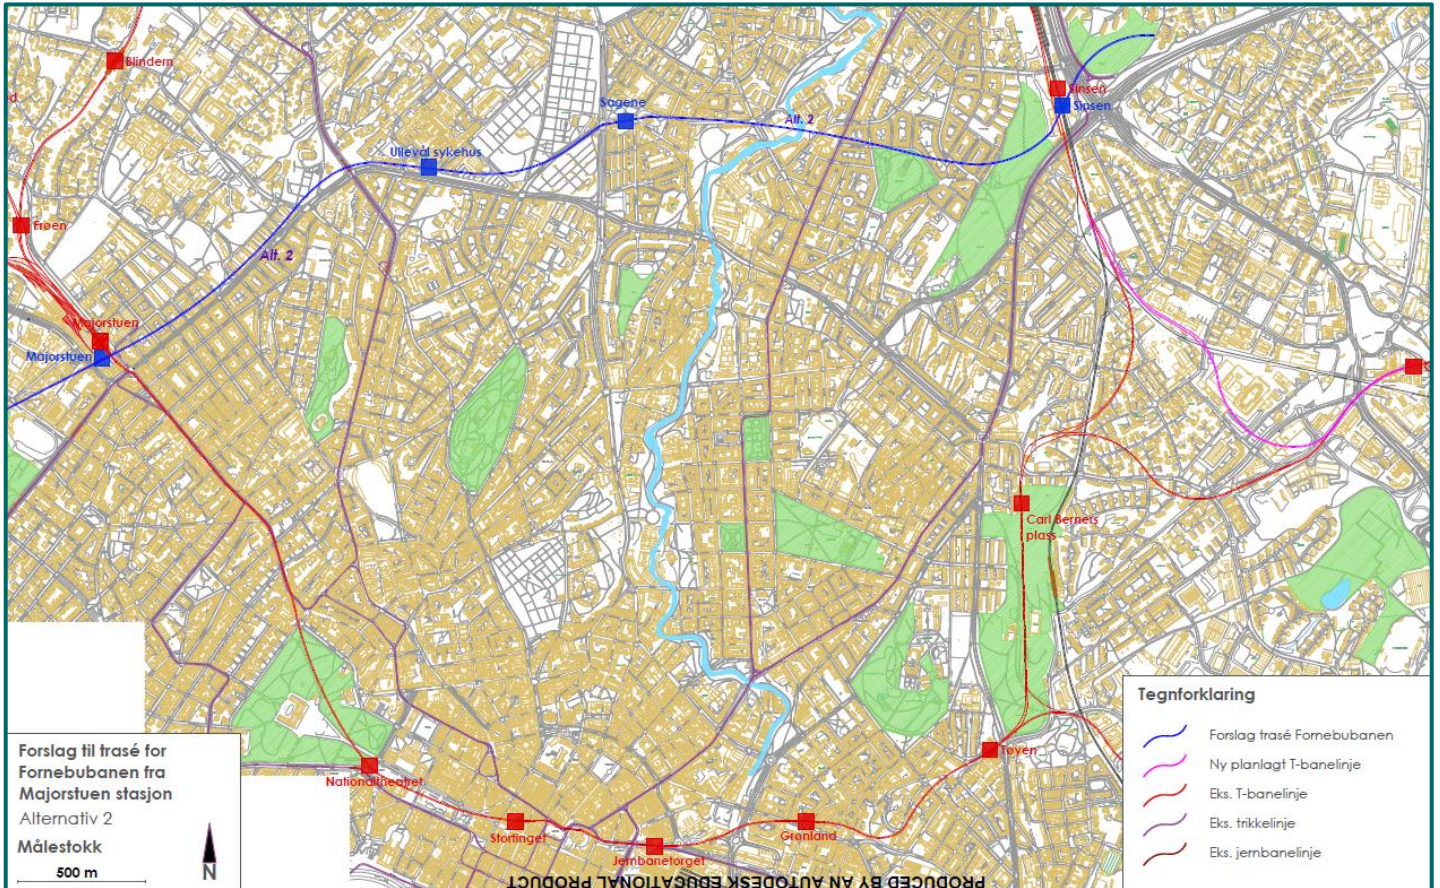 Blindern
Sinsen
Sinsen
Sagene
Alt. 2
Ullevål sykehus
Frøen
Alt. 2
Majorstuen
Majorstuen
Carl Berners
plass
Tøyen
Nationaltheatret
Stortinget
Grønland
Jernbanetorget
Forslag til trasé for
Fornebubanen fra
Majorstuen stasjon
Alternativ 2
Målestokk
500 m
N
Tegnforklaring
Forslag trasé Fornebubanen
Ny planlagt T-banelinje
Eks. T-banelinje
Eks. trikkelinje
Eks. jernbanelinje
PRODUCED BY AN AUTODESK EDUCATIONAL PRODUCT